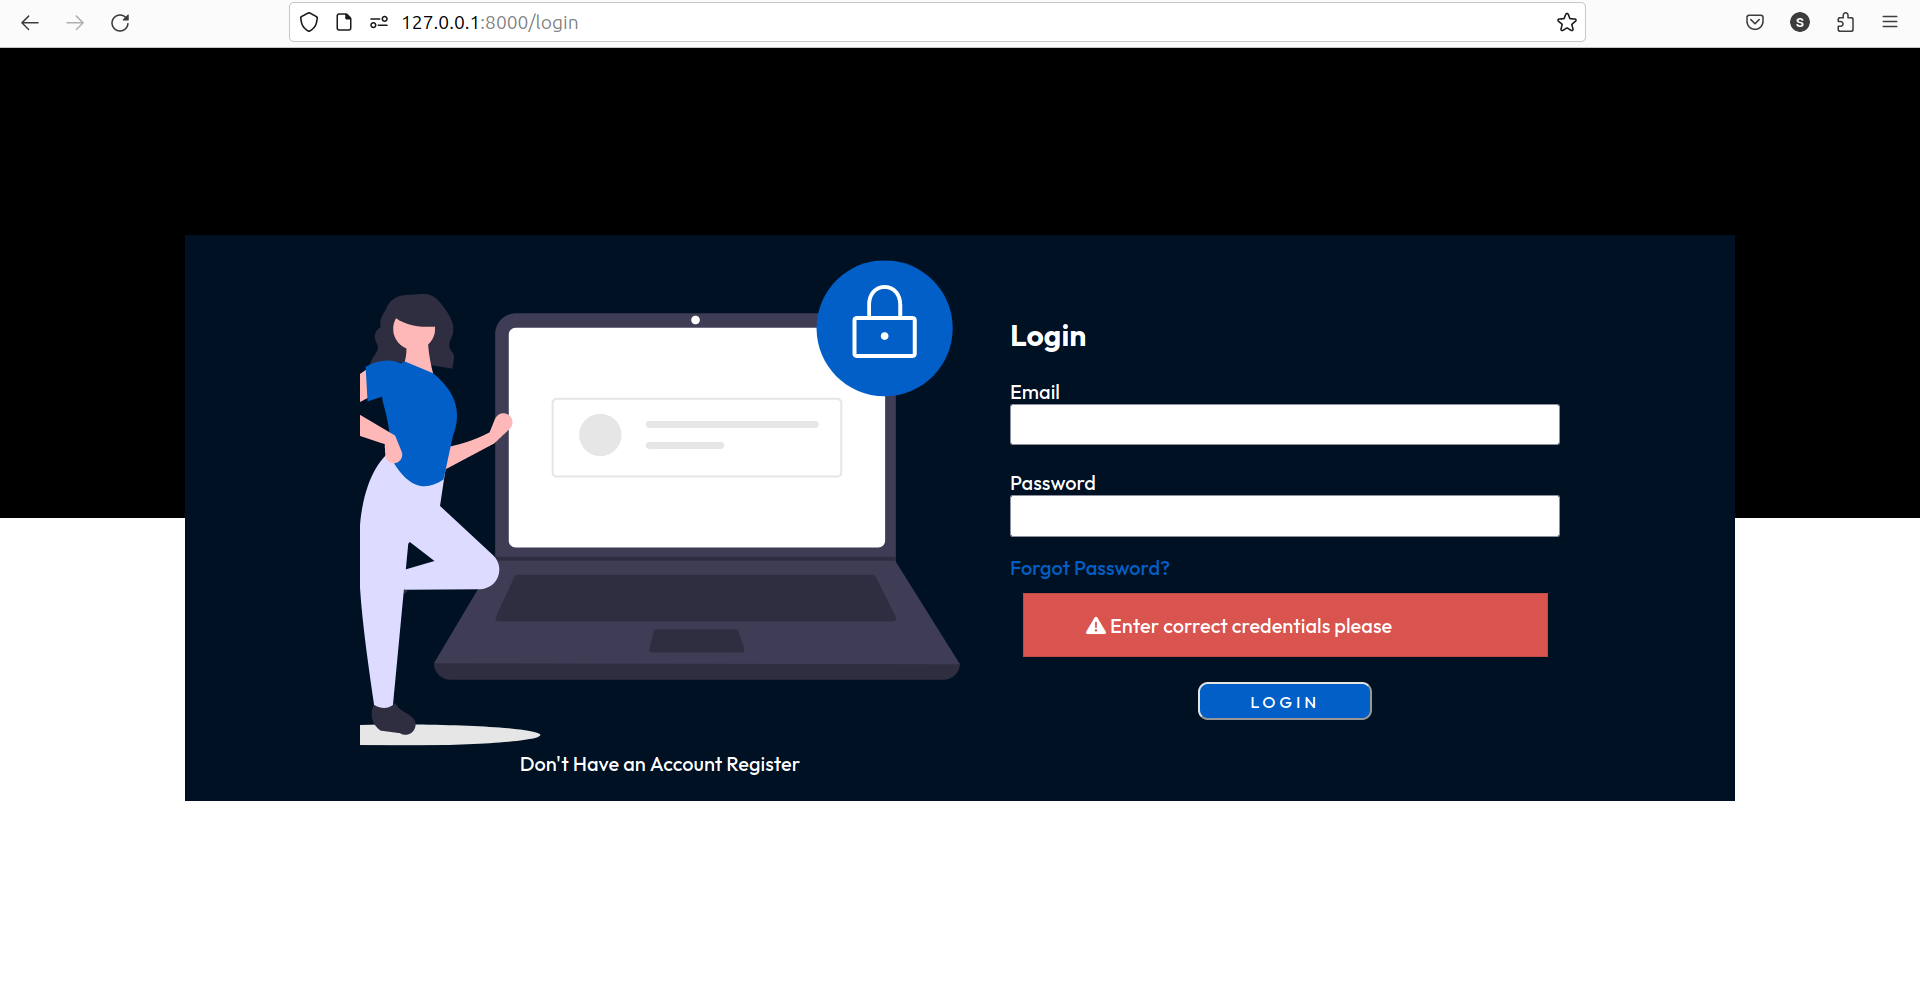 127.0.0.1:8000/login
S
Login
Email
Password
Forgot Password?
Enter correct credentials please
LOGIN
Don't Have an Account Register